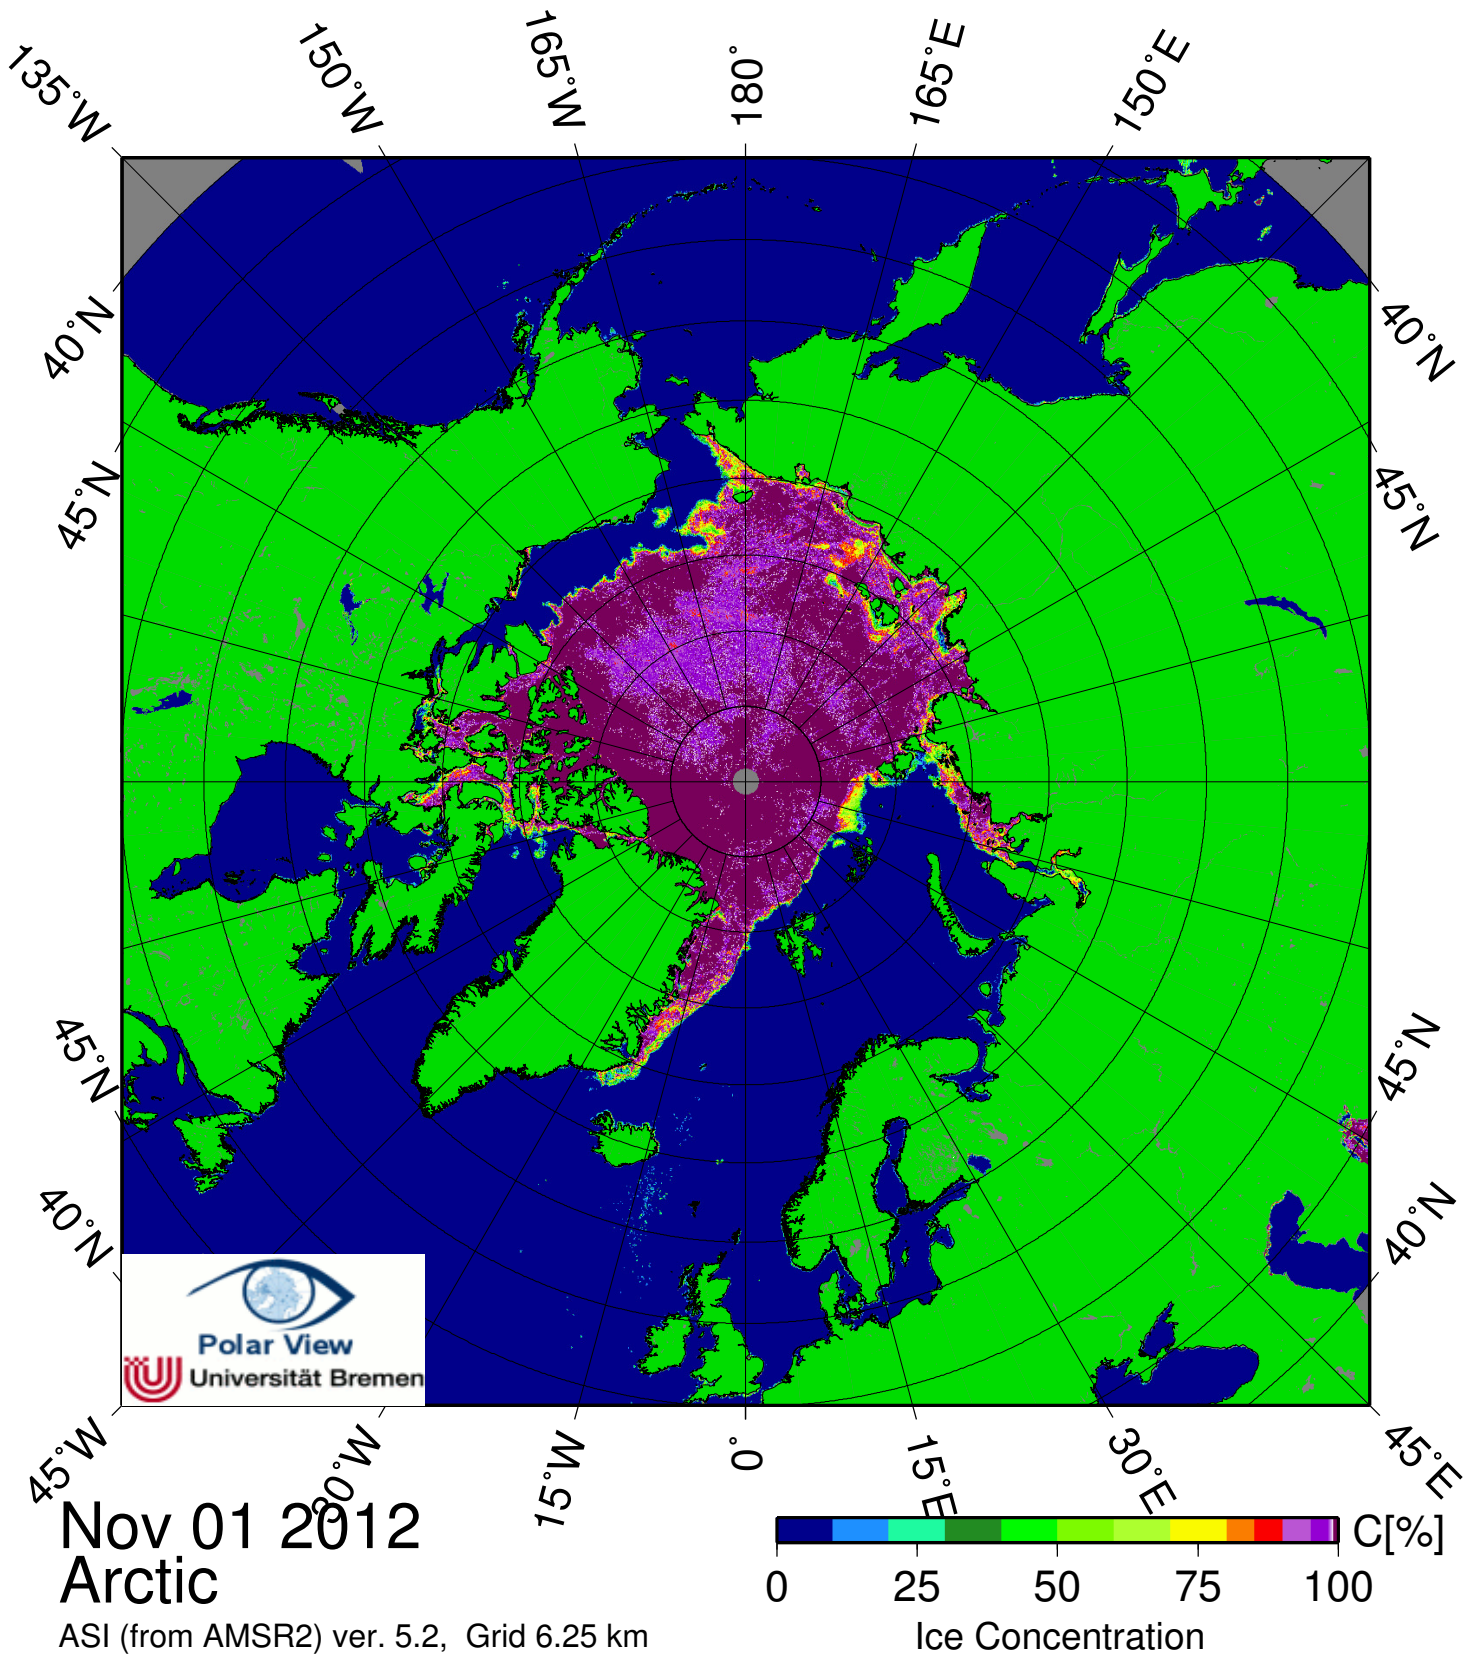 135°W
150°W
165°W
180°
165°E
150°E
40°N
40°N
45°N
45°N
45°N
45°N
40°N
40°N
Polar View
Universität Bremen
45°W
30°W
15°W
0°
15°E
30°E
45°E
Nov 01 2012
Arctic
ASI (from AMSR2) ver. 5.2, Grid 6.25 km
C[%]
0 25 50 75 100
Ice Concentration